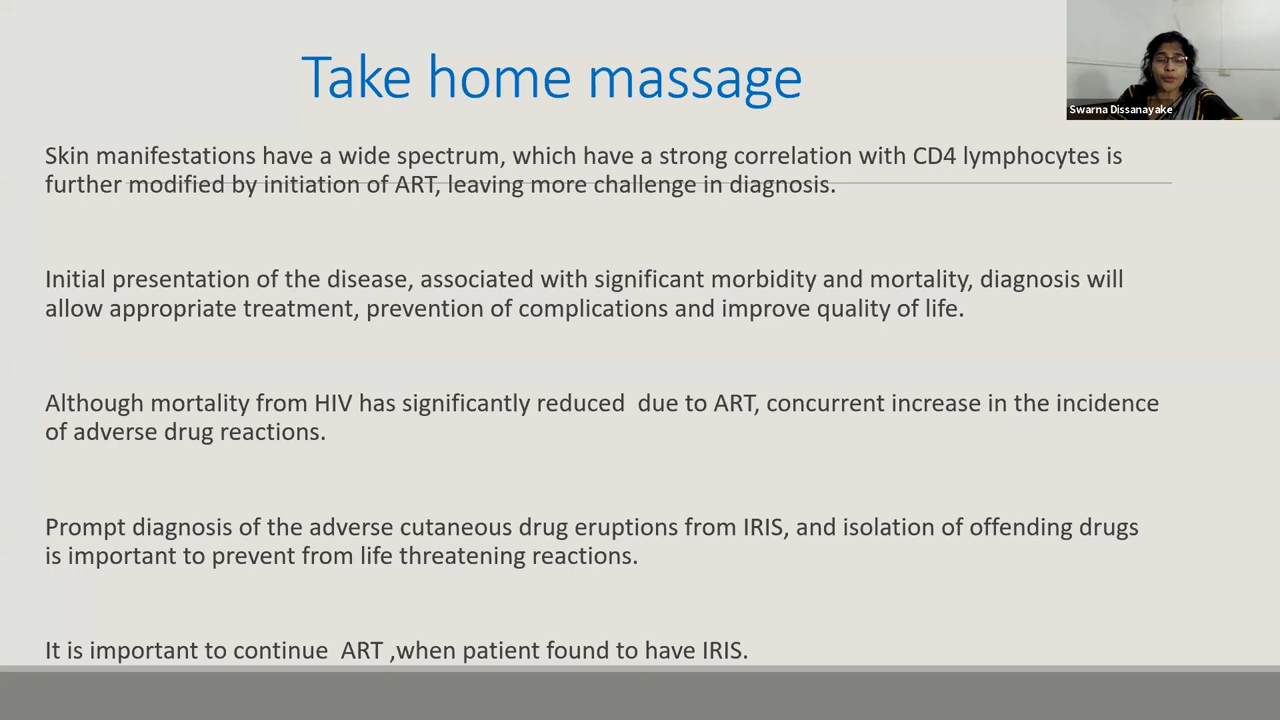 Take home massage
Swarna Dissanayake
Skin manifestations have a wide spectrum, which have a strong correlation with CD4 lymphocytes is
further modified by initiation of ART, leaving more challenge in diagnosis.
Initial presentation of the disease, associated with significant morbidity and mortality, diagnosis will
allow appropriate treatment, prevention of complications and improve quality of life.
Although mortality from HIV has significantly reduced  due to ART, concurrent increase in the incidence
of adverse drug reactions.
Prompt diagnosis of the adverse cutaneous drug eruptions from IRIS, and isolation of offending drugs
is important to prevent from life threatening reactions.
It is important to continue  ART ,when patient found to have IRIS.